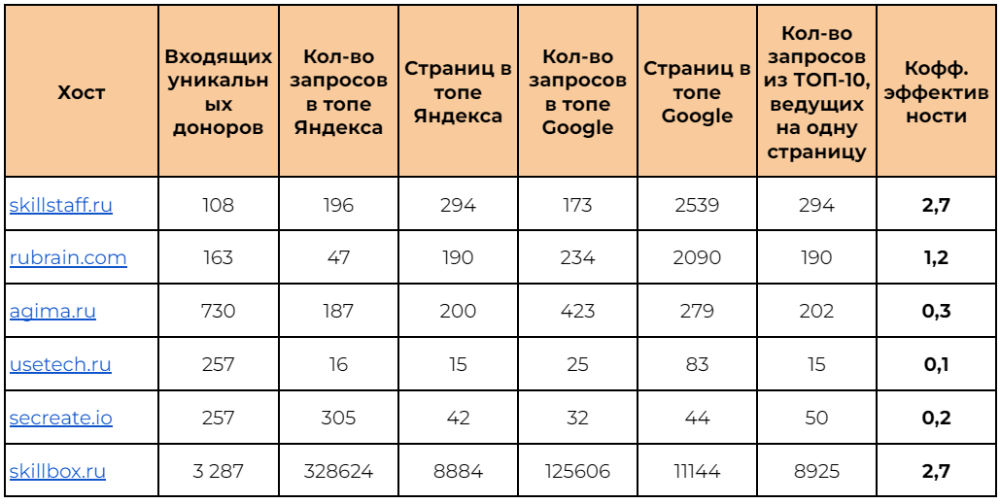 Хост
Входящих
уникальн
ых
доноров
Кол-во
запросов
в топе
Яндекса
Страниц в
топе
Яндекса
Кол-во
запросов
в топе
Google
Страниц в
топе
Google
Кол-во
запросов
из ТОП-10,
ведущих
на одну
страницу
Кофф.
эффектив
ности
skillstaff.ru 108 196 294 173 2539 294 2,7
rubrain.com 163 47 190 234 2090 190 1,2
agima.ru 730 187 200 423 279 202 0,3
usetech.ru 257 16 15 25 83 15 0,1
secreate.io 257 305 42 32 44 50 0,2
skillbox.ru 3 287 328624 8884 125606 11144 8925 2,7